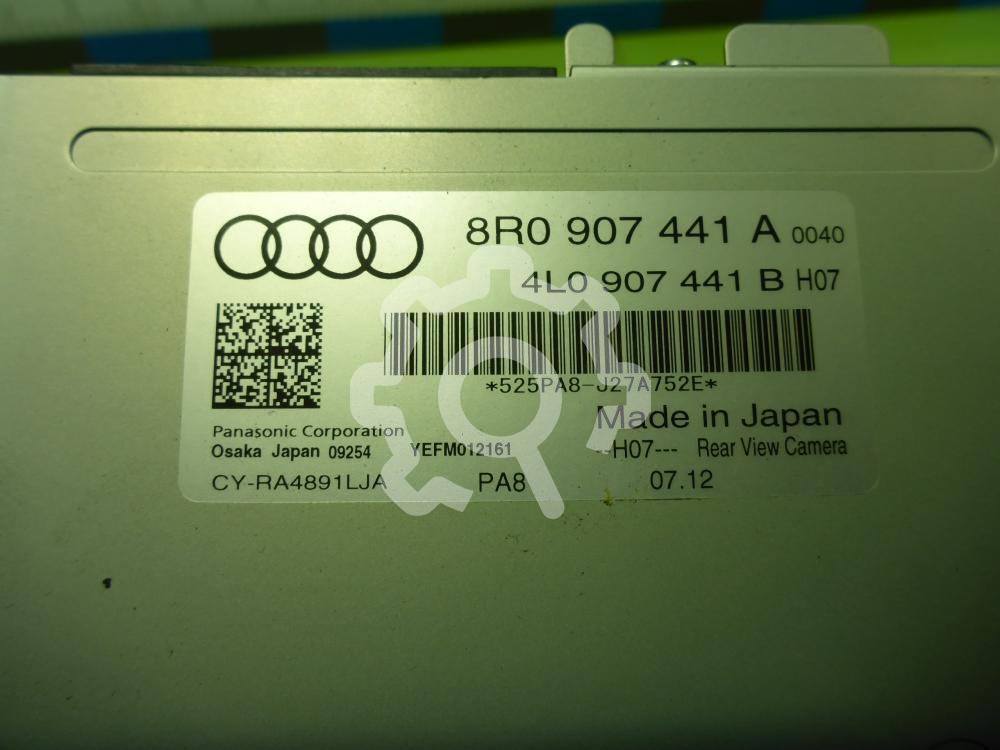 8R0 907 441 A 0040
4L0 907 441 B H07
*525PA8-J27A752E*
Made in Japan
Panasonic Corporation
Osaka Japan 09254 YEFM012161
--H07--- Rear View Camera
CY-RA4891LJA PA8 07.12